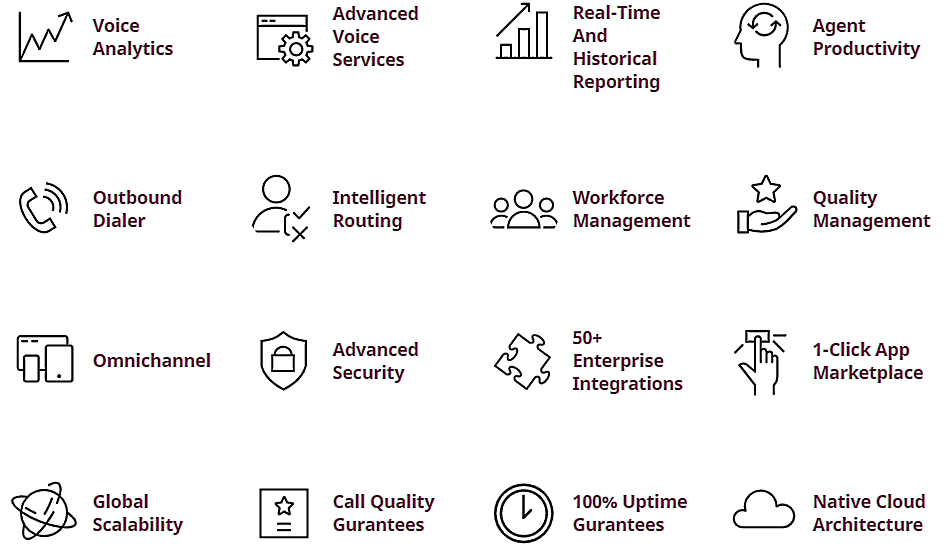 Voice
Analytics
Advanced
Voice
Services
Real-Time
And
Historical
Reporting
Agent
Productivity
Outbound
Dialer
Intelligent
Routing
Workforce
Management
Quality
Management
Omnichannel
Advanced
Security
50+
Enterprise
Integrations
1-Click App
Marketplace
Global
Scalability
Call Quality
Gurantees
100% Uptime
Gurantees
Native Cloud
Architecture